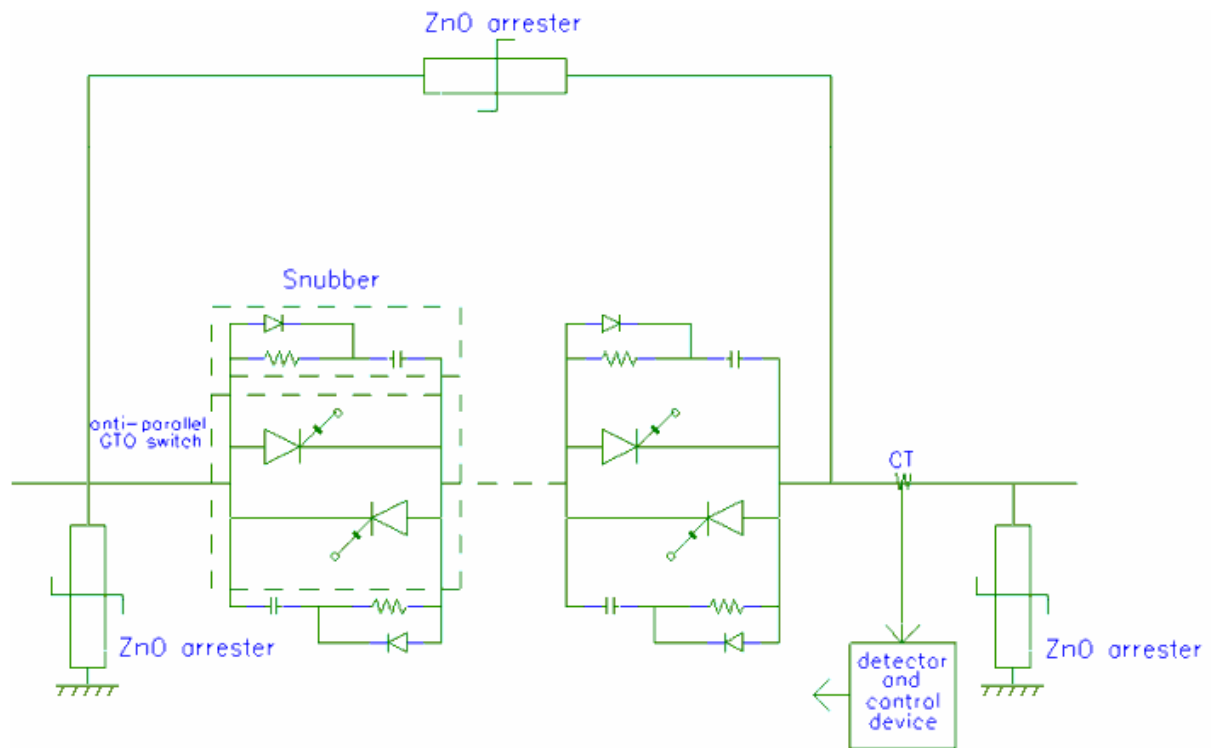 ZnO arrester
Snubber
anti-parallel
GTO switch
CT
ZnO arrester
ZnO arrester
detector
and
control
device